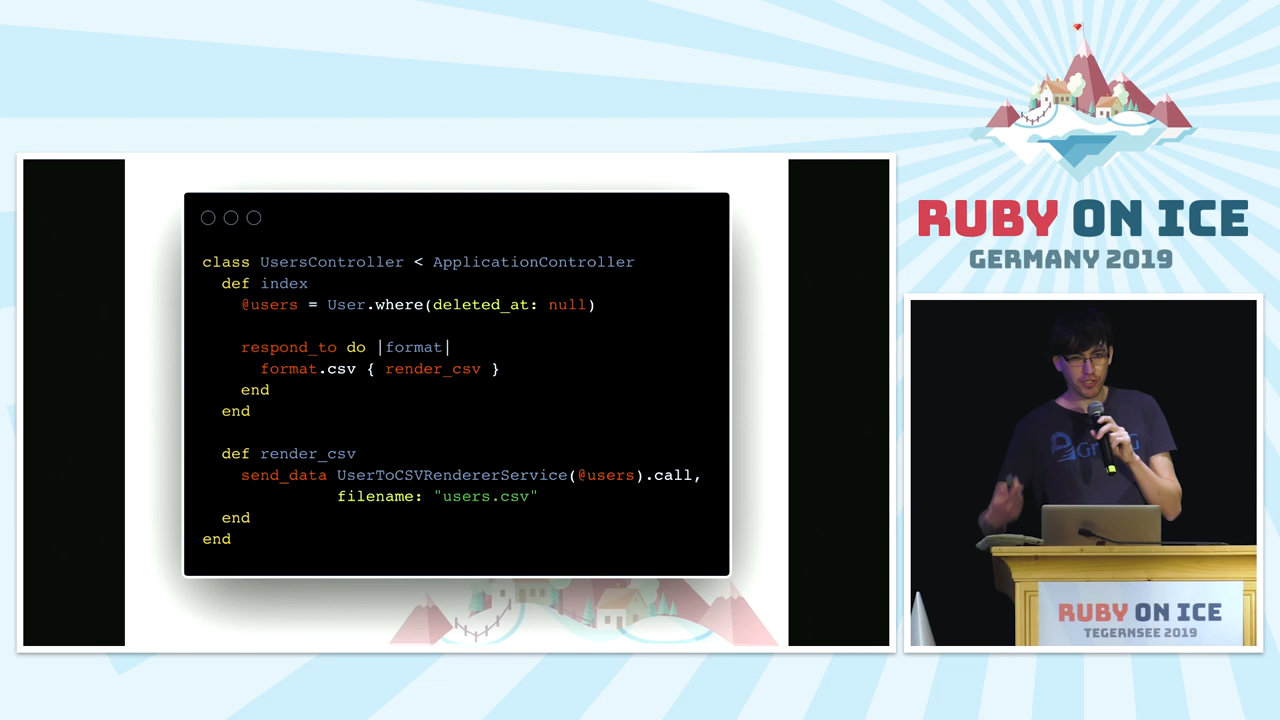 class UsersController < ApplicationController
def index
@users = User.where(deleted_at: null)
respond_to do |format|
format.csv { render_csv }
end
end
def render_csv
send_data UserToCSVRendererService(@users).call,
filename: "users.csv"
end
end
RUBY ON ICE
GERMANY 2019
RUBY ON ICE
TEGERNSEE 2019